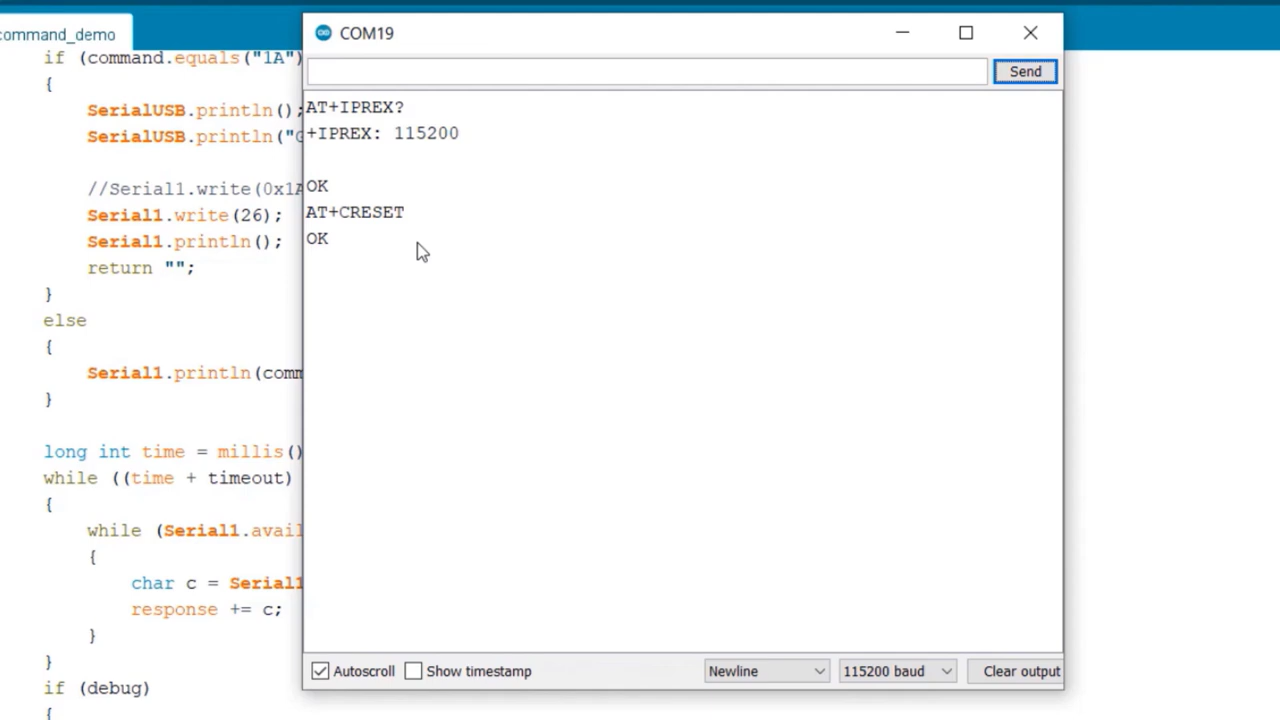 command_demo
if (command.equals("1A")
{
SerialUSB.println();
SerialUSB.println("
//Serial1.write(0x1A
Serial1.write(26);
Serial1.println();
return "";
}
else
{
Serial1.println(comm
}
long int time = millis()
while ((time + timeout)
{
while (Serial1.avail
{
char c = Serial1
response += c;
}
}
if (debug)
{
COM19
Send
AT+IPREX?
+IPREX: 115200
OK
AT+CRESET
OK
Autoscroll
Show timestamp
Newline
115200 baud
Clear output